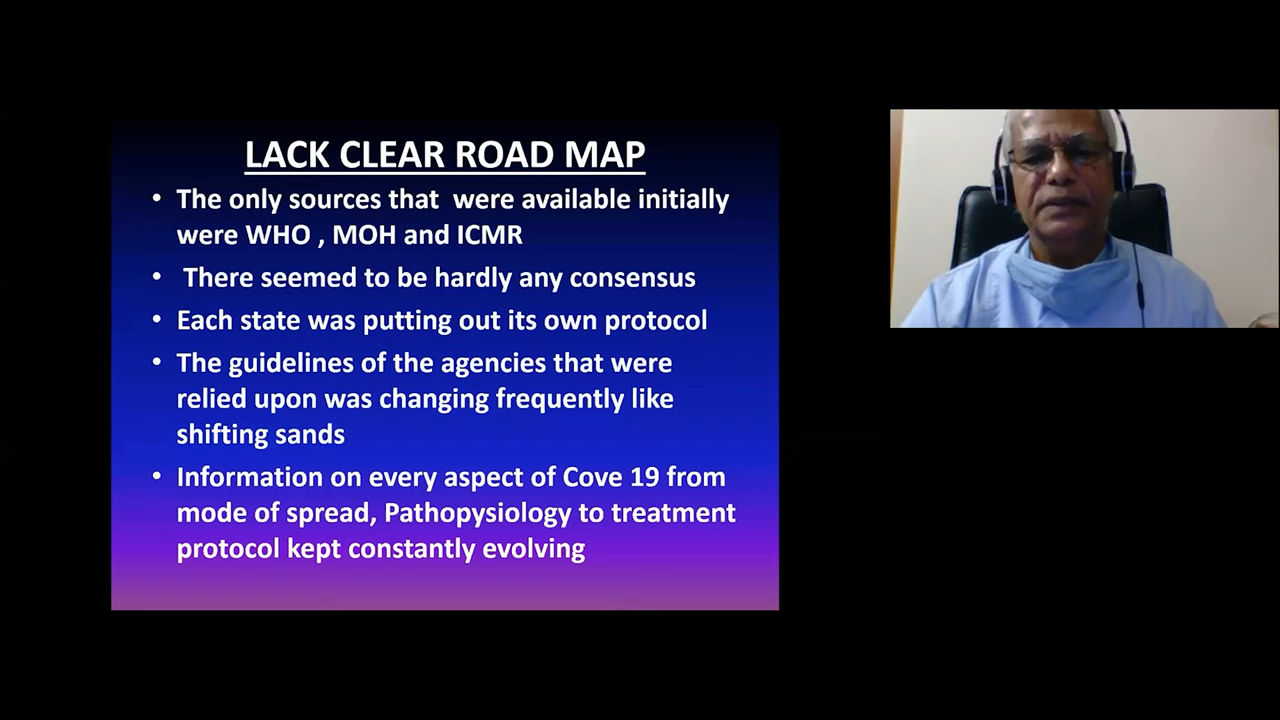 LACK CLEAR ROAD MAP
• The only sources that were available initially
were WHO , MOH and ICMR
• There seemed to be hardly any consensus
• Each state was putting out its own protocol
• The guidelines of the agencies that were
relied upon was changing frequently like
shifting sands
• Information on every aspect of Cove 19 from
mode of spread, Pathopysiology to treatment
protocol kept constantly evolving